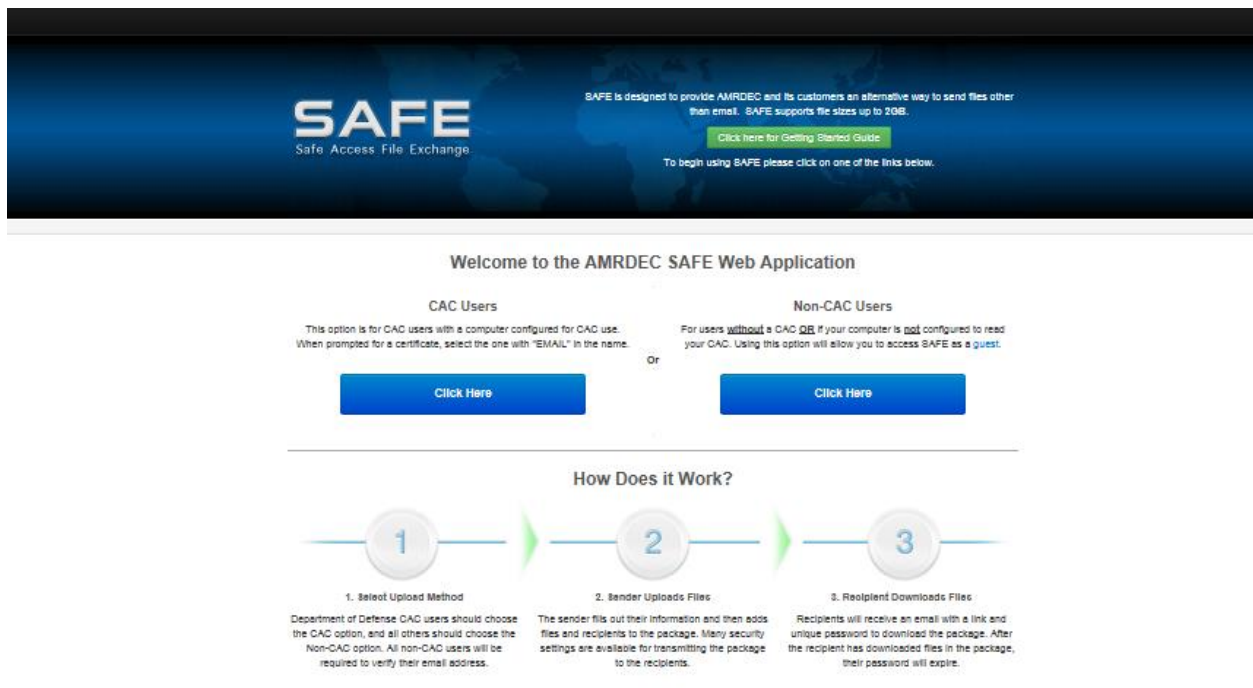 SAFE
Safe Access File Exchange
SAFE is designed to provide AMRDEC and its customers an alternative way to send files other
than email. SAFE supports file sizes up to 2GB.
Click here for Getting Started Guide
To begin using SAFE please click on one of the links below.
Welcome to the AMRDEC SAFE Web Application
CAC Users
This option is for CAC users with a computer configured for CAC use.
When prompted for a certificate, select the one with "EMAIL" in the name.
Click Here
Or
Non-CAC Users
For users without a CAC OR if your computer is not configured to read
your CAC. Using this option will allow you to access SAFE as a guest.
Click Here
How Does it Work?
1
1. Select Upload Method
Department of Defense CAC users should choose
the CAC option, and all others should choose the
Non-CAC option. All non-CAC users will be
required to verify their email address.
2
2. Sender Uploads Files
The sender fills out their information and then adds
files and recipients to the package. Many security
settings are available for transmitting the package
to the recipients.
3
3. Recipient Downloads Files
Recipients will receive an email with a link and
unique password to download the package. After
the recipient has downloaded files in the package,
their password will expire.